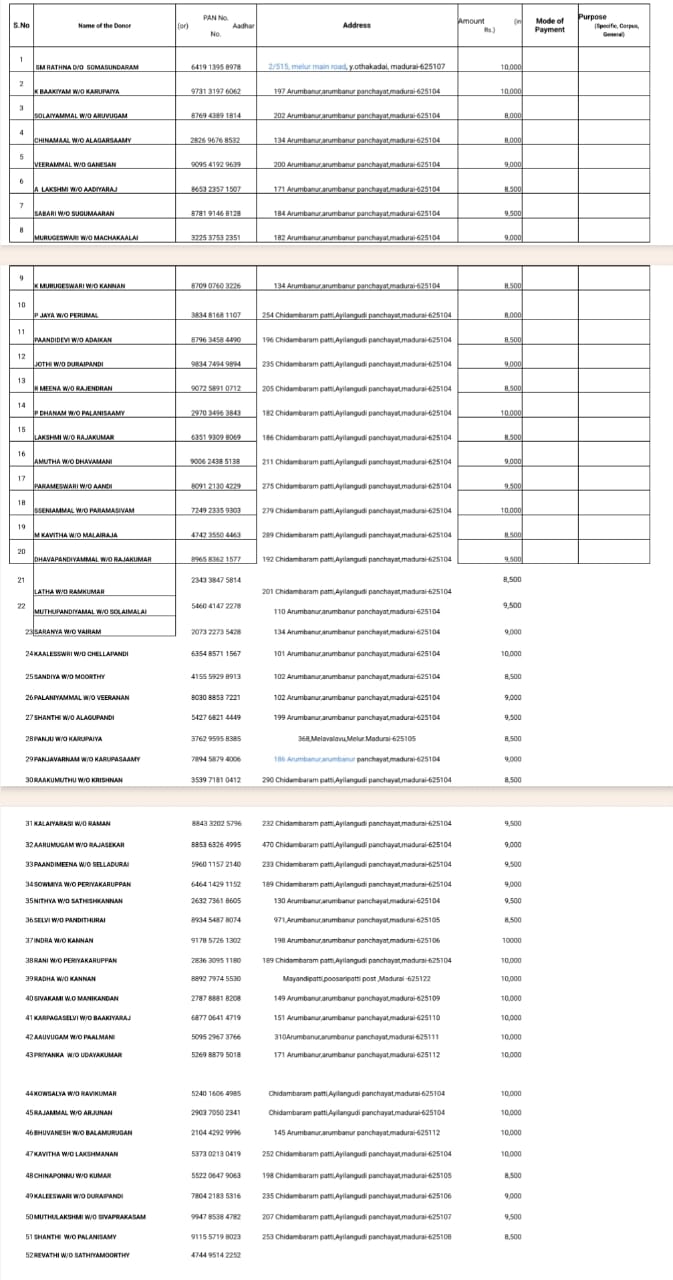 S.No Name of the Donor PAN No. (or) Aadhar No. Address Amount (in Rs.) Mode of Payment Purpose (Specific, Corpus, General)
1 SM RATHNA D/O SOMASUNDARAM 6419 1395 8978 2/515, melur main road, y.othakadai, madurai-625107 10,000
2 K BAAKIYAM W/O KARUPAIYA 9731 3197 6062 197 Arumbanur,arumbanur panchayat,madurai-625104 10,000
3 SOLAIYAMMAL W/O ARUVUGAM 8769 4389 1814 202 Arumbanur,arumbanur panchayat,madurai-625104 8,000
4 CHINAMAAL W/O ALAGARSAAMY 2826 9676 8532 134 Arumbanur,arumbanur panchayat,madurai-625104 8,000
5 VEERAMMAL W/O GANESAN 9095 4192 9639 200 Arumbanur,arumbanur panchayat,madurai-625104 9,000
6 A LAKSHMI W/O AADIYARAJ 8653 2357 1507 171 Arumbanur,arumbanur panchayat,madurai-625104 8,500
7 SABARI W/O SUGUMAARAN 8781 9146 8128 184 Arumbanur,arumbanur panchayat,madurai-625104 9,500
8 MURUGESWARI W/O MACHAKAALAI 3225 3753 2351 182 Arumbanur,arumbanur panchayat,madurai-625104 9,000
9 K MURUGESWARI W/O KANNAN 8709 0760 3226 134 Arumbanur,arumbanur panchayat,madurai-625104 8,500
10 P JAYA W/O PERUMAL 3834 8168 1107 254 Chidambaram patti,Ayilangudi panchayat,madurai-625104 8,000
11 PAANDIDEVI W/O ADAIKAN 8796 3458 4490 196 Chidambaram patti,Ayilangudi panchayat,madurai-625104 8,500
12 JOTHI W/O DURAIPANDI 9834 7494 9894 235 Chidambaram patti,Ayilangudi panchayat,madurai-625104 9,000
13 R MEENA W/O RAJENDRAN 9072 5891 0712 205 Chidambaram patti,Ayilangudi panchayat,madurai-625104 8,500
14 P DHANAM W/O PALANISAAMY 2970 3496 3843 182 Chidambaram patti,Ayilangudi panchayat,madurai-625104 10,000
15 LAKSHMI W/O RAJAKUMAR 6351 9309 8069 186 Chidambaram patti,Ayilangudi panchayat,madurai-625104 8,500
16 AMUTHA W/O DHAVAMANI 9006 2438 5138 211 Chidambaram patti,Ayilangudi panchayat,madurai-625104 9,000
17 PARAMESWARI W/O AANDI 8091 2130 4229 275 Chidambaram patti,Ayilangudi panchayat,madurai-625104 9,500
18 SSENIAMMAL W/O PARAMASIVAM 7249 2335 9303 279 Chidambaram patti,Ayilangudi panchayat,madurai-625104 10,000
19 M KAVITHA W/O MALAIRAJA 4742 3550 4463 289 Chidambaram patti,Ayilangudi panchayat,madurai-625104 8,500
20 DHAVAPANDIYAMMAL W/O RAJAKUMAR 8965 8362 1577 192 Chidambaram patti,Ayilangudi panchayat,madurai-625104 9,500
21 LATHA W/O RAMKUMAR 2343 3847 5814 201 Chidambaram patti,Ayilangudi panchayat,madurai-625104 8,500
22 MUTHUPANDIYAMAL W/O SOLAIMALAI 5460 4147 2278 110 Arumbanur,arumbanur panchayat,madurai-625104 9,500
23 SARANYA W/O VAIRAM 2073 2273 5428 134 Arumbanur,arumbanur panchayat,madurai-625104 9,000
24 KAALESSWRI W/O CHELLAPANDI 6354 8571 1567 101 Arumbanur,arumbanur panchayat,madurai-625104 10,000
25 SANDIYA W/O MOORTHY 4155 5929 8913 102 Arumbanur,arumbanur panchayat,madurai-625104 8,500
26 PALANIYAMMAL W/O VEERANAN 8030 8853 7221 102 Arumbanur,arumbanur panchayat,madurai-625104 9,000
27 SHANTHI W/O ALAGUPANDI 5427 6821 4449 199 Arumbanur,arumbanur panchayat,madurai-625104 9,500
28 PANJU W/O KARUPAIYA 3762 9595 8385 368,Melavalavu,Melur.Madurai-625105 8,500
29 PANJAVARNAM W/O KARUPASAAMY 7894 5879 4006 186 Arumbanur,arumbanur panchayat,madurai-625104 9,000
30 RAAKUMUTHU W/O KRISHNAN 3539 7181 0412 290 Chidambaram patti,Ayilangudi panchayat,madurai-625104 8,500
31 KALAIYARASI W/O RAMAN 8843 3202 5796 232 Chidambaram patti,Ayilangudi panchayat,madurai-625104 9,500
32 AARUMUGAM W/O RAJASEKAR 8853 6326 4995 470 Chidambaram patti,Ayilangudi panchayat,madurai-625104 9,000
33 PAANDIMEENA W/O SELLADURAI 5960 1157 2140 233 Chidambaram patti,Ayilangudi panchayat,madurai-625104 9,500
34 SOWMIYA W/O PERIYAKARUPPAN 6464 1429 1152 189 Chidambaram patti,Ayilangudi panchayat,madurai-625104 9,000
35 NITHYA W/O SATHISHKANNAN 2632 7361 8605 130 Arumbanur,arumbanur panchayat,madurai-625104 9,500
36 SELVI W/O PANDITHURAI 8934 5487 8074 971,Arumbanur,arumbanur panchayat,madurai-625105 8,500
37 INDRA W/O KANNAN 9178 5726 1302 198 Arumbanur,arumbanur panchayat,madurai-625106 10000
38 RANI W/O PERIYAKARUPPAN 2836 3095 1180 189 Chidambaram patti,Ayilangudi panchayat,madurai-625104 10,000
39 RADHA W/O KANNAN 8892 7974 5530 Mayandipatti,poosaripatti post ,Madurai -625122 10,000
40 SIVAKAMI W.O MANIKANDAN 2787 8881 8208 149 Arumbanur,arumbanur panchayat,madurai-625109 10,000
41 KARPAGASELVI W/O BAAKIYARAJ 6877 0641 4719 151 Arumbanur,arumbanur panchayat,madurai-625110 10,000
42 AAUVUGAM W/O PAALMANI 5095 2967 3766 310Arumbanur,arumbanur panchayat,madurai-625111 10,000
43 PRIYANKA W/O UDAYAKUMAR 5269 8879 5018 171 Arumbanur,arumbanur panchayat,madurai-625112 10,000
44 KOWSALYA W/O RAVIKUMAR 5240 1606 4985 Chidambaram patti,Ayilangudi panchayat,madurai-625104 10,000
45 RAJAMMAL W/O ARJUNAN 2903 7050 2341 Chidambaram patti,Ayilangudi panchayat,madurai-625104 10,000
46 BHUVANESH W/O BALAMURUGAN 2104 4292 9996 145 Arumbanur,arumbanur panchayat,madurai-625112 10,000
47 KAVITHA W/O LAKSHMANAN 5373 0213 0419 252 Chidambaram patti,Ayilangudi panchayat,madurai-625104 10,000
48 CHINAPONNU W/O KUMAR 5522 0647 9063 198 Chidambaram patti,Ayilangudi panchayat,madurai-625105 8,500
49 KALEESWARI W/O DURAIPANDI 7804 2183 5316 235 Chidambaram patti,Ayilangudi panchayat,madurai-625106 9,000
50 MUTHULAKSHMI W/O SIVAPRAKASAM 9947 8538 4782 207 Chidambaram patti,Ayilangudi panchayat,madurai-625107 9,500
51 SHANTHI W/O PALANISAMY 9115 5719 8023 253 Chidambaram patti,Ayilangudi panchayat,madurai-625108 8,500
52 REVATHI W/O SATHIYAMOORTHY 4744 9514 2252